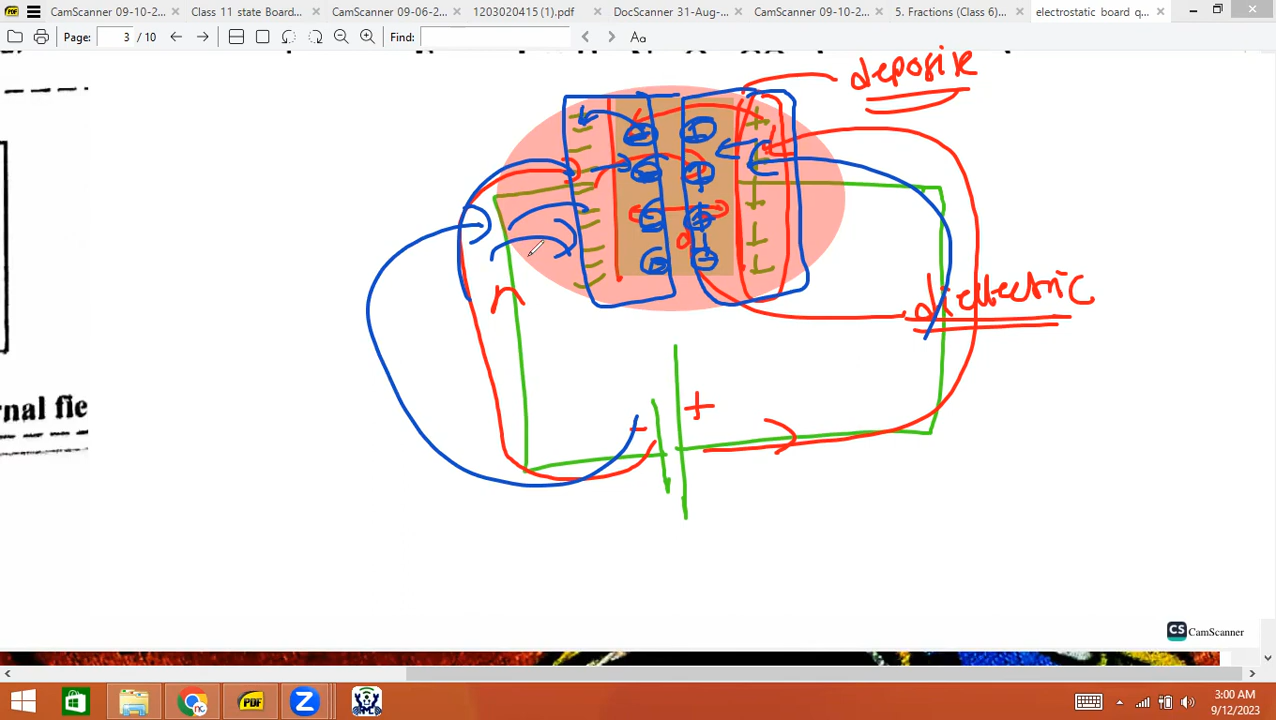 CamScanner 09-10-2...
Class 11 state Board...
CamScanner 09-06-2...
1203020415 (1).pdf
DocScanner 31-Aug-...
CamScanner 09-10-2...
5. Fractions (Class 6)...
electrostatic board q...
Page: 3 / 10
Find:
Aa
deposite
dielectric
+
-
rnal fie
CS CamScanner
3:00 AM
9/12/2023